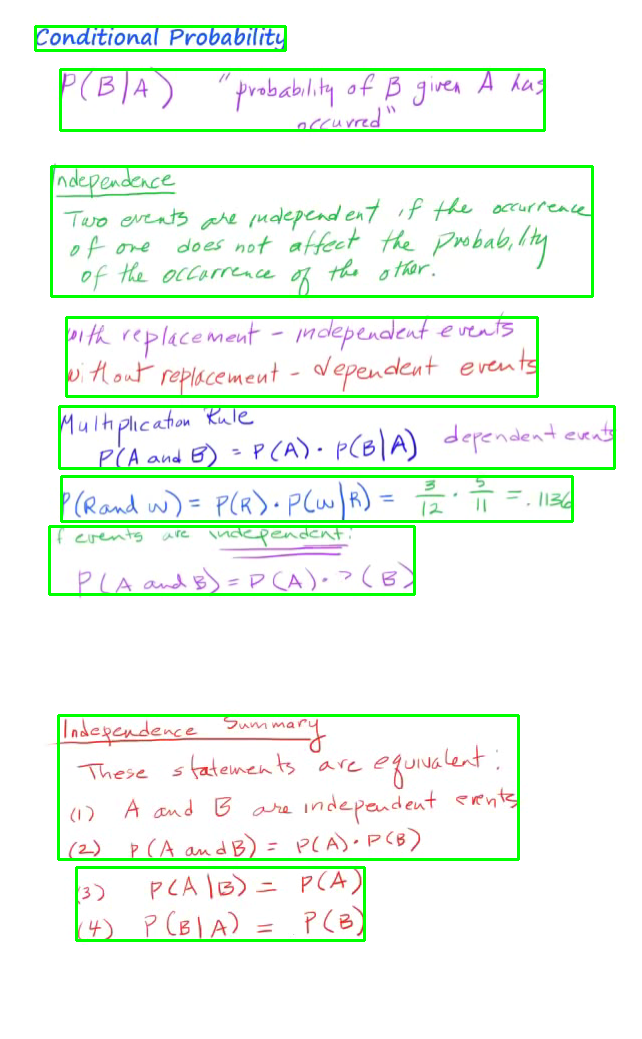 Conditional Probability
P(B|A) "probability of B given A has
occurred"
Independence
Two events are independent if the occurrence
of one does not affect the probability
of the occurrence of the other.
with replacement - independent events
without replacement - dependent events
Multiplication Rule
P(A and B) = P(A) · P(B|A) dependent events
P(R and W) = P(R) · P(W|R) = 3/12 · 5/11 = .1136
If events are independent:
P(A and B) = P(A) · P(B)
Independence Summary
These statements are equivalent:
(1) A and B are independent events
(2) P(A and B) = P(A) · P(B)
(3) P(A|B) = P(A)
(4) P(B|A) = P(B)